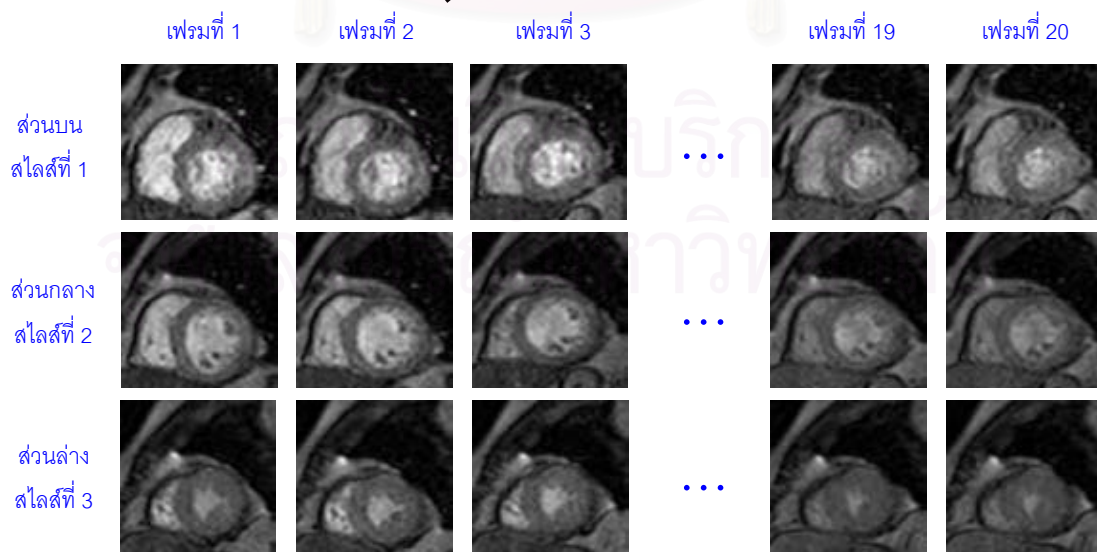 เฟรมที่ 1 เฟรมที่ 2 เฟรมที่ 3 เฟรมที่ 19 เฟรมที่ 20
ส่วนบน
สไลส์ที่ 1
...
ส่วนกลาง
สไลส์ที่ 2
...
ส่วนล่าง
สไลส์ที่ 3
...